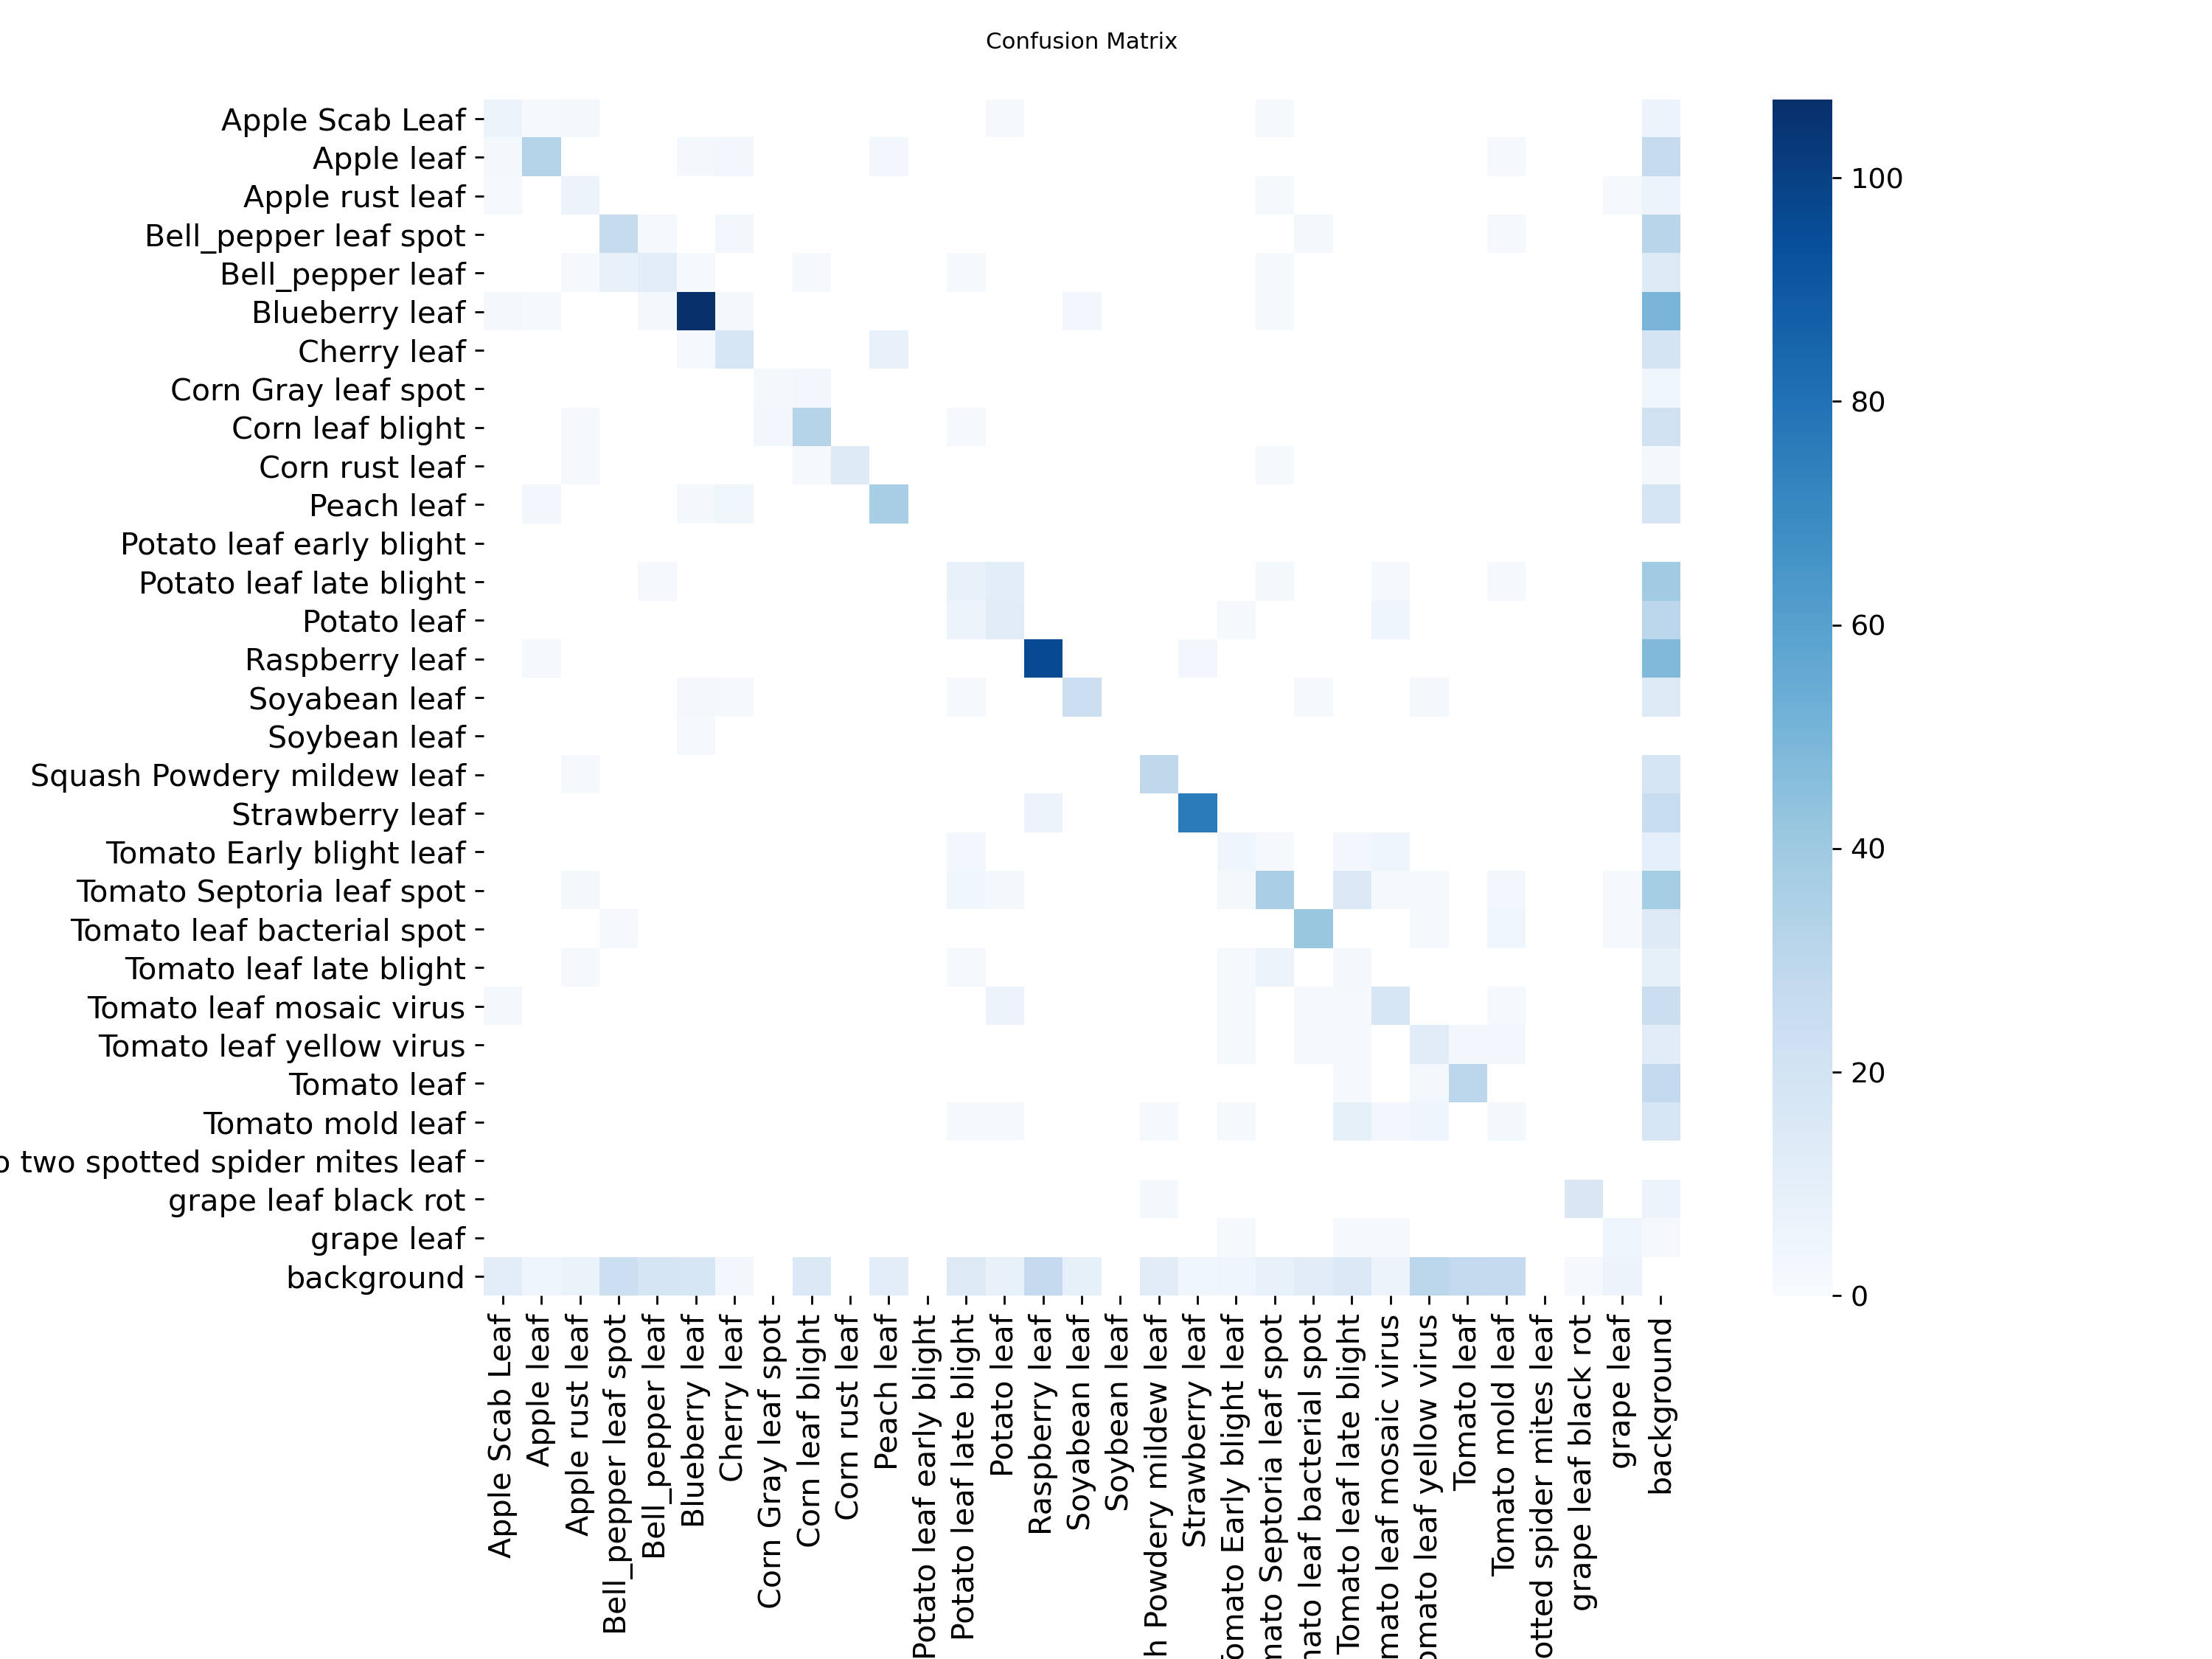 Confusion Matrix
Apple Scab Leaf
Apple leaf
Apple rust leaf
Bell_pepper leaf spot
Bell_pepper leaf
Blueberry leaf
Cherry leaf
Corn Gray leaf spot
Corn leaf blight
Corn rust leaf
Peach leaf
Potato leaf early blight
Potato leaf late blight
Potato leaf
Raspberry leaf
Soyabean leaf
Soybean leaf
Squash Powdery mildew leaf
Strawberry leaf
Tomato Early blight leaf
Tomato Septoria leaf spot
Tomato leaf bacterial spot
Tomato leaf late blight
Tomato leaf mosaic virus
Tomato leaf yellow virus
Tomato leaf
Tomato mold leaf
two spotted spider mites leaf
grape leaf black rot
grape leaf
background
Apple Scab Leaf
Apple leaf
Apple rust leaf
Bell_pepper leaf spot
Bell_pepper leaf
Blueberry leaf
Cherry leaf
Corn Gray leaf spot
Corn leaf blight
Corn rust leaf
Peach leaf
Potato leaf early blight
Potato leaf late blight
Potato leaf
Raspberry leaf
Soyabean leaf
Soybean leaf
h Powdery mildew leaf
Strawberry leaf
omato Early blight leaf
mato Septoria leaf spot
nato leaf bacterial spot
Tomato leaf late blight
mato leaf mosaic virus
omato leaf yellow virus
Tomato leaf
Tomato mold leaf
otted spider mites leaf
grape leaf black rot
grape leaf
background
100
80
60
40
20
0